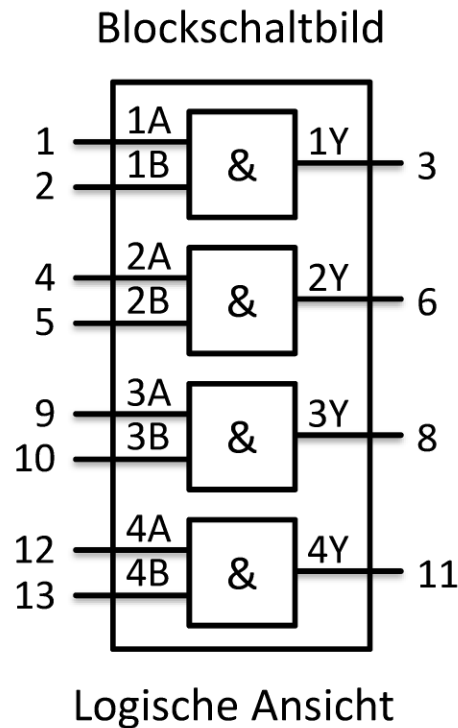 Blockschaltbild
1 1A & 1Y 3
2 1B
4 2A & 2Y 6
5 2B
9 3A & 3Y 8
10 3B
12 4A & 4Y 11
13 4B
Logische Ansicht